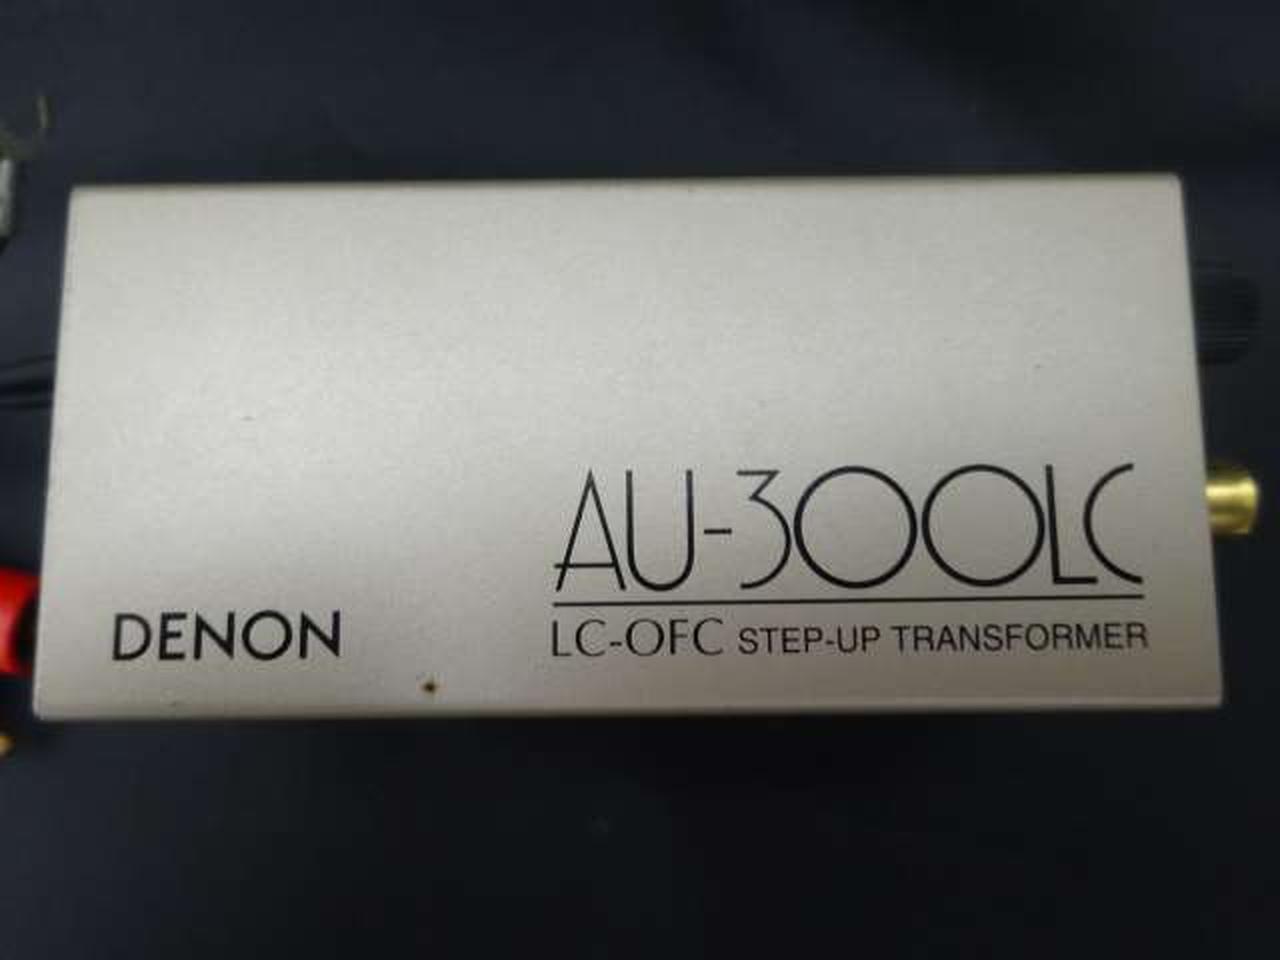 AU-300LC
DENON
LC-OFC STEP-UP TRANSFORMER